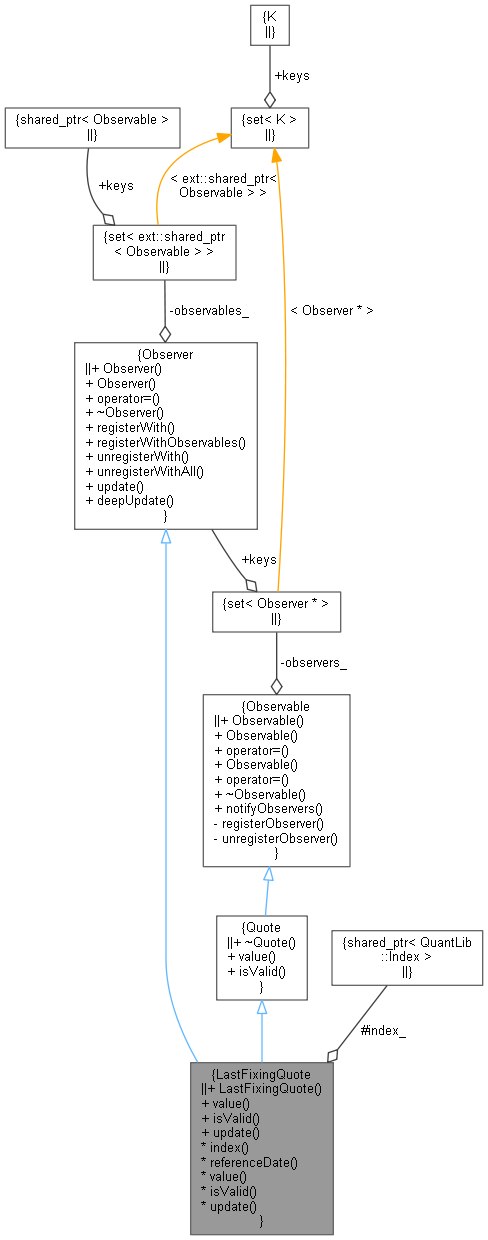 {K
||}
+keys
{shared_ptr< Observable >
||}
{set< K >
||}
+keys
< ext::shared_ptr<
Observable > >
{set< ext::shared_ptr
< Observable > >
||}
-observables_
< Observer * >
{Observer
||+ Observer()
+ Observer()
+ operator=()
+ ~Observer()
+ registerWith()
+ registerWithObservables()
+ unregisterWith()
+ unregisterWithAll()
+ update()
+ deepUpdate()
}
+keys
{set< Observer * >
||}
-observers_
{Observable
||+ Observable()
+ Observable()
+ operator=()
+ Observable()
+ operator=()
+ ~Observable()
+ notifyObservers()
- registerObserver()
- unregisterObserver()
}
{Quote
||+ ~Quote()
+ value()
+ isValid()
}
{shared_ptr< QuantLib
::Index >
||}
#index_
{LastFixingQuote
||+ LastFixingQuote()
+ value()
+ isValid()
+ update()
* index()
* referenceDate()
* value()
* isValid()
* update()
}